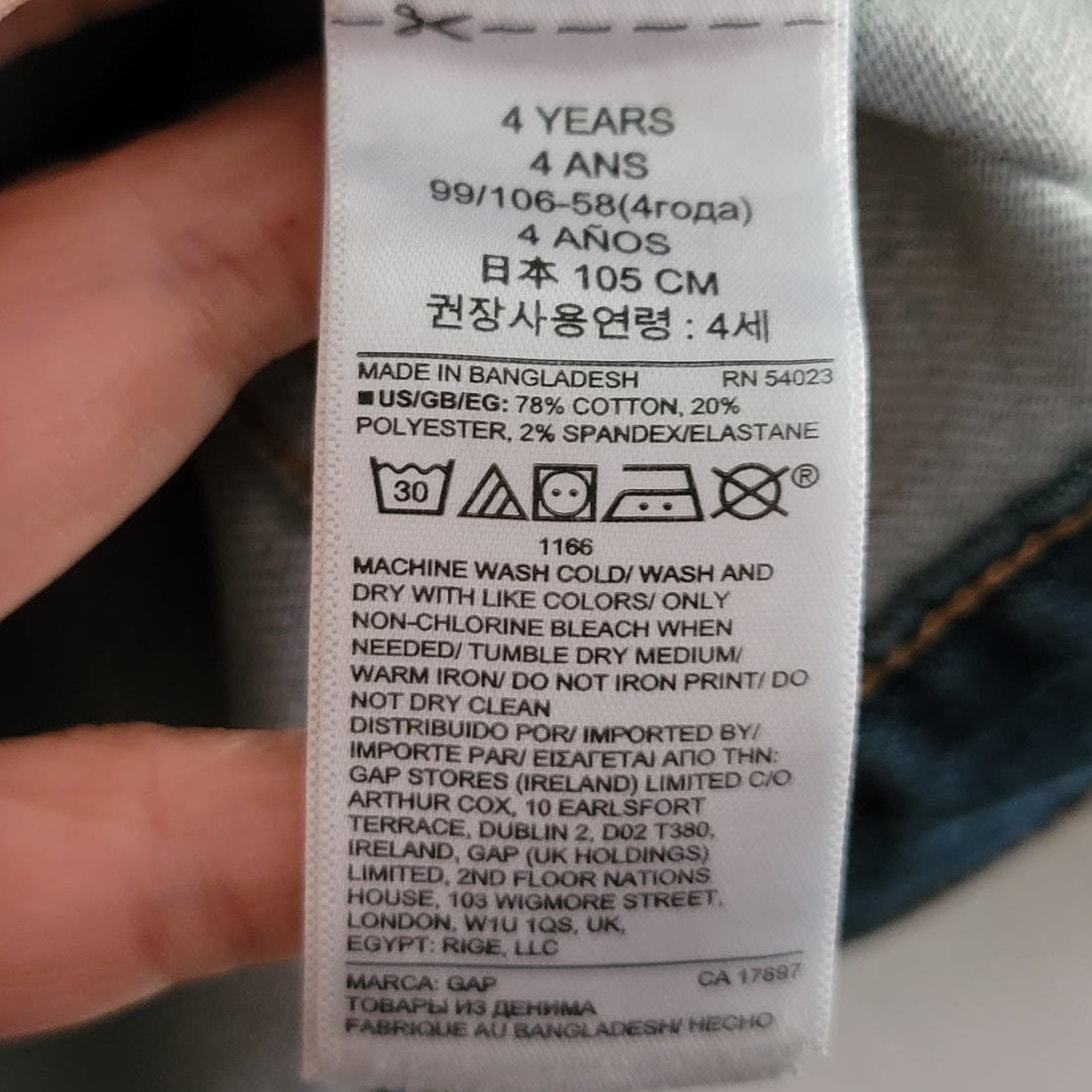 4 YEARS
4 ANS
99/106-58(4года)
4 AÑOS
日本 105 CM
권장사용연령 : 4세
MADE IN BANGLADESH RN 54023
■US/GB/EG: 78% COTTON, 20%
POLYESTER, 2% SPANDEX/ELASTANE
30 ®
1166
MACHINE WASH COLD/ WASH AND
DRY WITH LIKE COLORS/ ONLY
NON-CHLORINE BLEACH WHEN
NEEDED/ TUMBLE DRY MEDIUM/
WARM IRON/ DO NOT IRON PRINT/ DO
NOT DRY CLEAN
DISTRIBUIDO POR/ IMPORTED BY/
IMPORTE PAR/ ΕΙΣΑΓΕΤΑΙ ΑΠΟ ΤΗΝ:
GAP STORES (IRELAND) LIMITED C/O
ARTHUR COX, 10 EARLSFORT
TERRACE, DUBLIN 2, D02 T380,
IRELAND, GAP (UK HOLDINGS)
LIMITED, 2ND FLOOR NATIONS
HOUSE, 103 WIGMORE STREET,
LONDON, W1U 1QS, UK,
EGYPT: RIGE, LLC
MARCA: GAP CA 17897
ТОВАРЫ ИЗ ДЕНИМА
FABRIQUE AU BANGLADESH/ HECHO